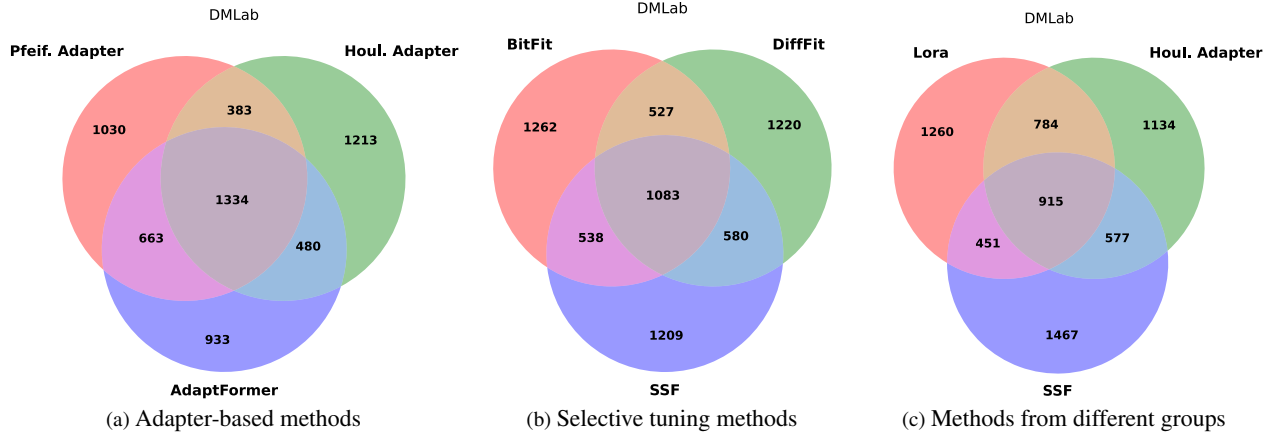 DMLab
Pfeif. Adapter
Houl. Adapter
383
1030
1213
1334
663
480
933
AdaptFormer
(a) Adapter-based methods
DMLab
BitFit
DiffFit
527
1262
1220
1083
538
580
1209
SSF
(b) Selective tuning methods
DMLab
Lora
Houl. Adapter
784
1260
1134
915
451
577
1467
SSF
(c) Methods from different groups